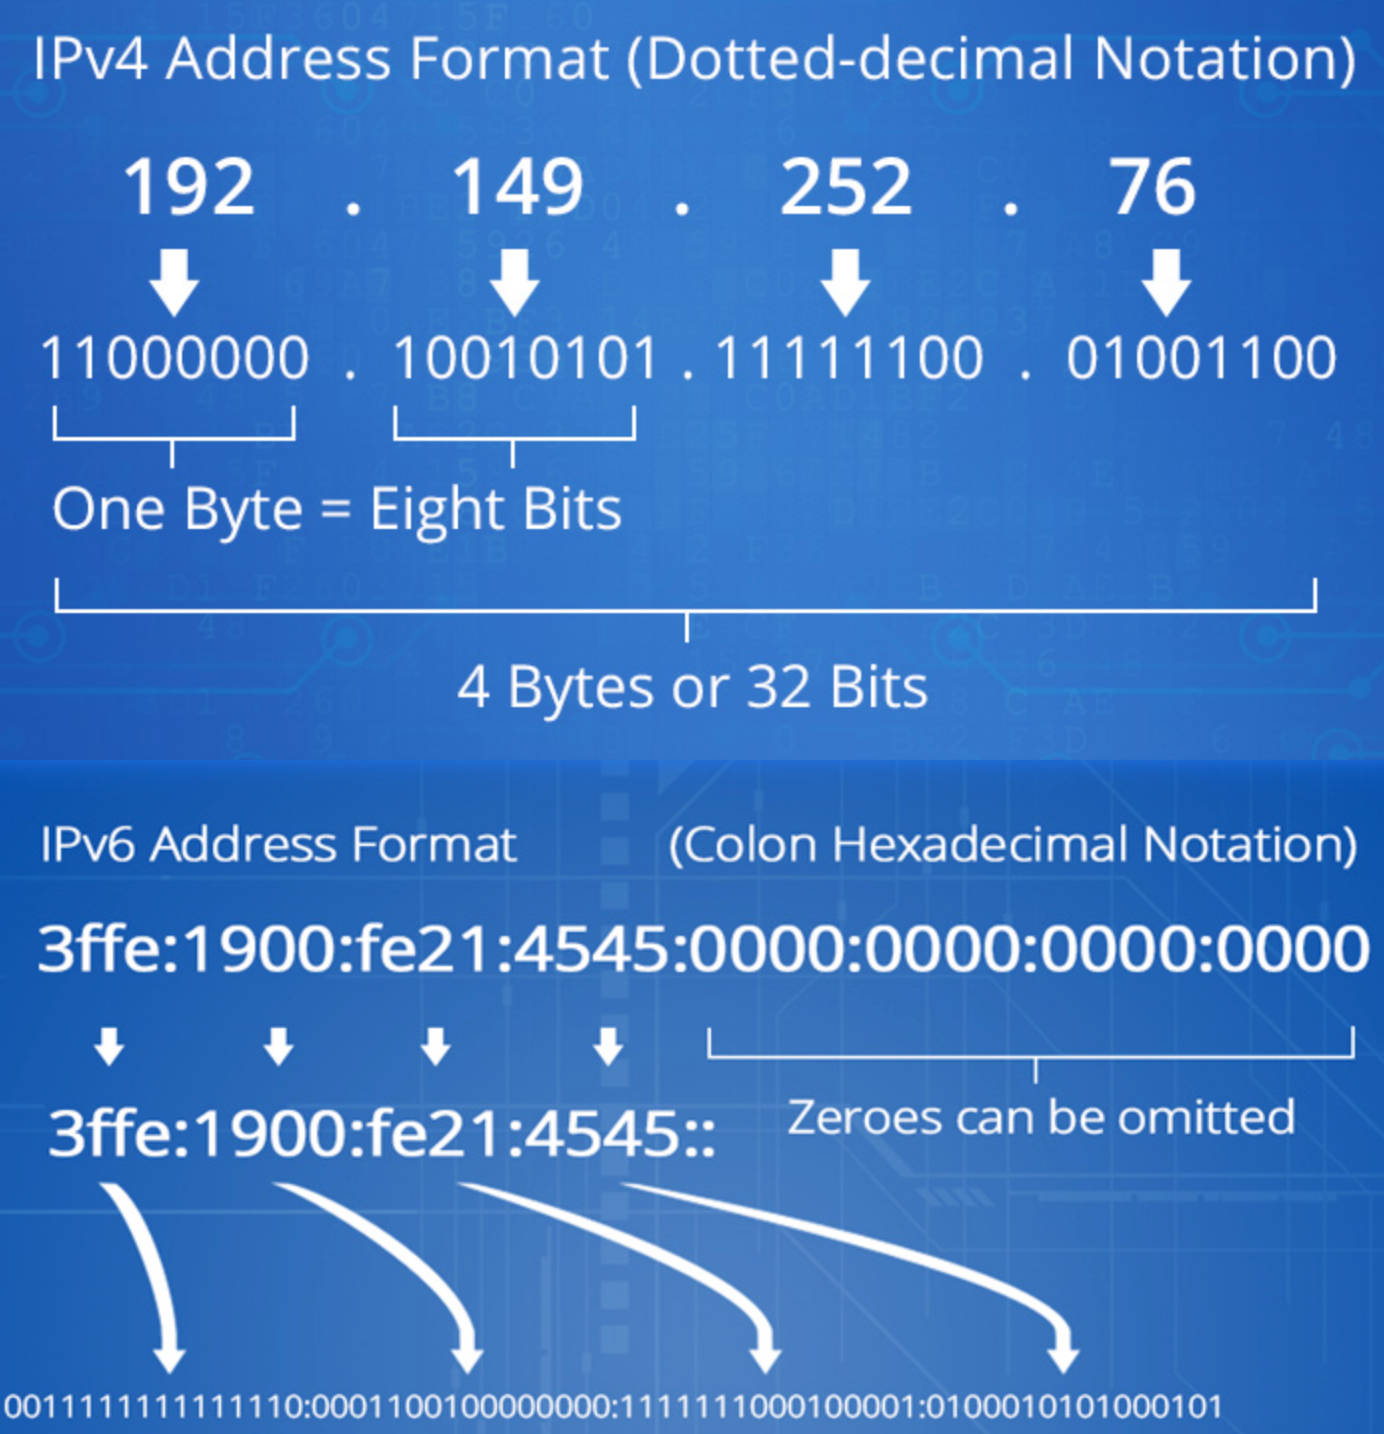 IPv4 Address Format (Dotted-decimal Notation)
192 . 149 . 252 . 76
11000000 . 10010101 . 11111100 . 01001100
One Byte = Eight Bits
4 Bytes or 32 Bits
IPv6 Address Format (Colon Hexadecimal Notation)
3ffe:1900:fe21:4545:0000:0000:0000:0000
3ffe:1900:fe21:4545::
Zeroes can be omitted
0011111111111110:0001100100000000:1111111000100001:0100010101000101